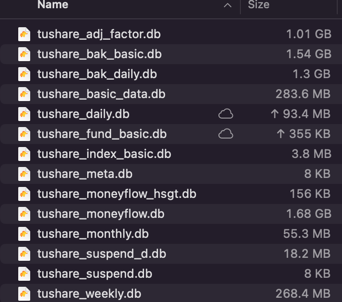 Name Size
tushare_adj_factor.db 1.01 GB
tushare_bak_basic.db 1.54 GB
tushare_bak_daily.db 1.3 GB
tushare_basic_data.db 283.6 MB
tushare_daily.db ↑ 93.4 MB
tushare_fund_basic.db ↑ 355 KB
tushare_index_basic.db 3.8 MB
tushare_meta.db 8 KB
tushare_moneyflow_hsgt.db 156 KB
tushare_moneyflow.db 1.68 GB
tushare_monthly.db 55.3 MB
tushare_suspend_d.db 18.2 MB
tushare_suspend.db 8 KB
tushare_weekly.db 268.4 MB